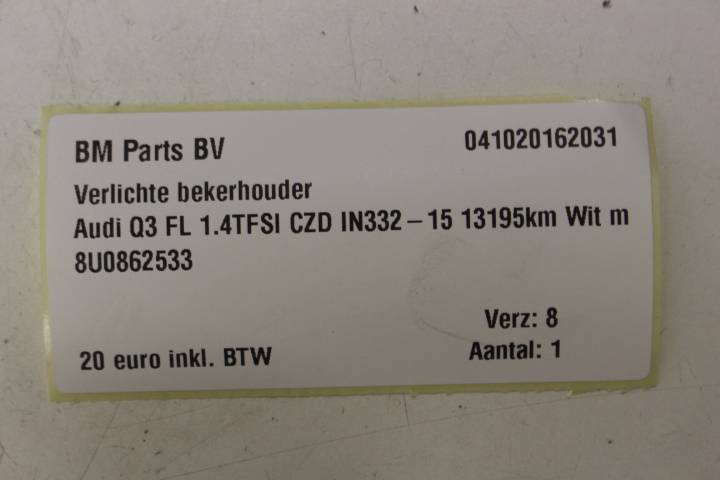 BM Parts BV 041020162031
Verlichte bekerhouder
Audi Q3 FL 1.4TFSI CZD IN332-15 13195km Wit m
8U0862533
Verz: 8
20 euro inkl. BTW Aantal: 1